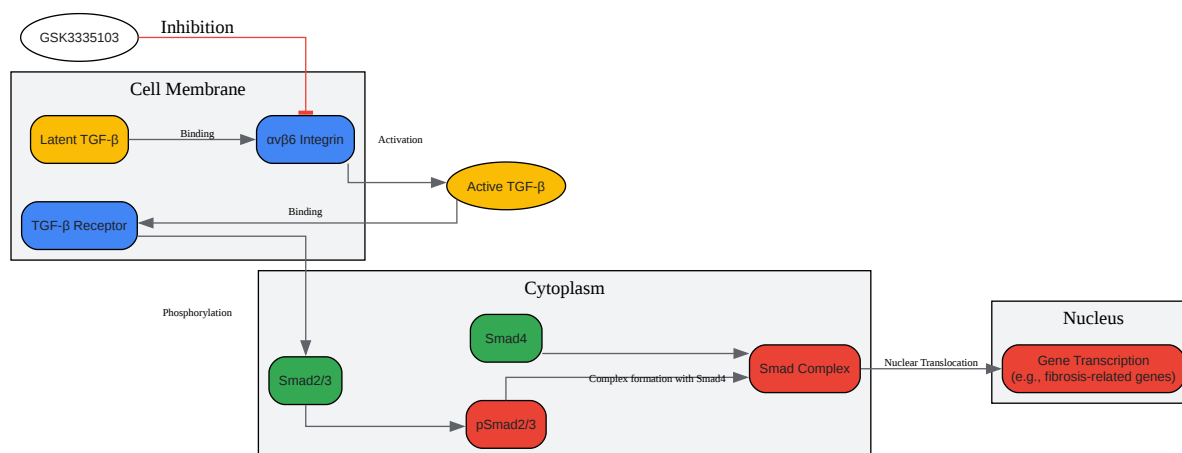 GSK3335103
Inhibition
Cell Membrane
Latent TGF-β
Binding
αvβ6 Integrin
Activation
Active TGF-β
Binding
TGF-β Receptor
Phosphorylation
Cytoplasm
Smad4
Smad2/3
Complex formation with Smad4
pSmad2/3
Smad Complex
Nuclear Translocation
Nucleus
Gene Transcription
(e.g., fibrosis-related genes)